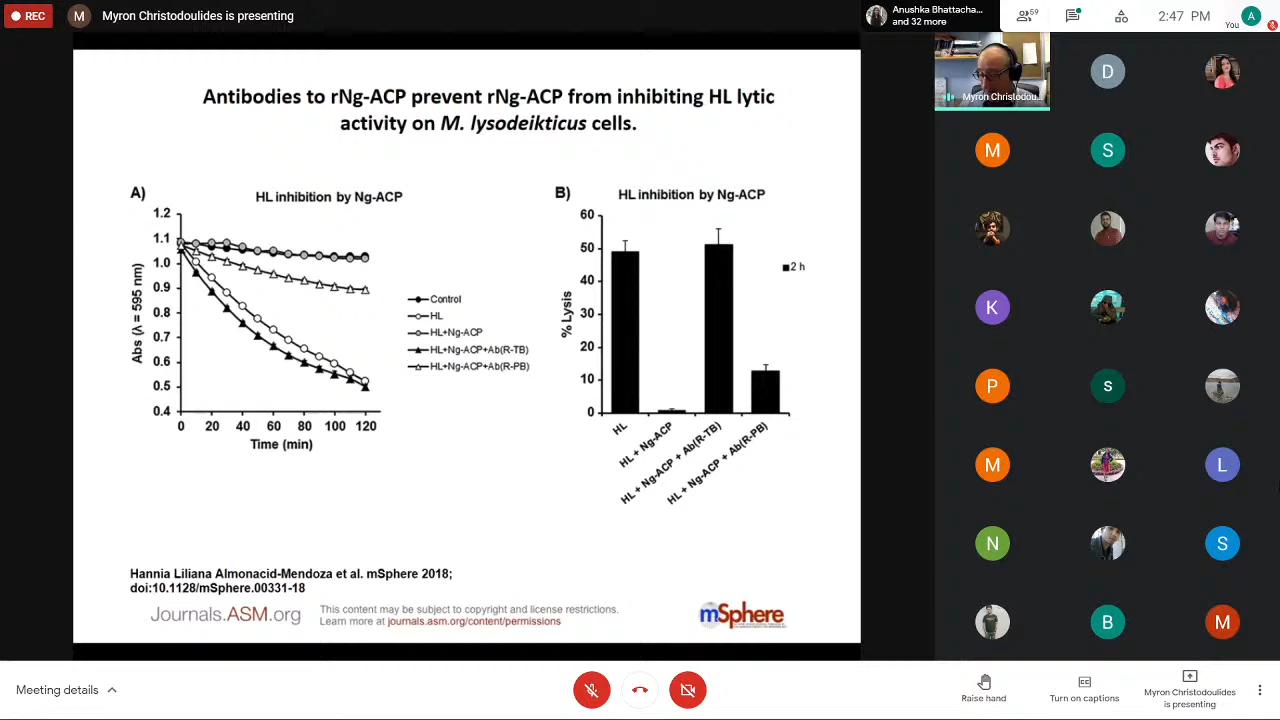 REC
M
Myron Christodoulides is presenting
Anushka Bhattacha...
and 32 more
59
2:47 PM
A
You
Antibodies to rNg-ACP prevent rNg-ACP from inhibiting HL lytic
activity on M. lysodeikticus cells.
A)
HL inhibition by Ng-ACP
1.2
1.1
1.0
0.9
0.8
0.7
0.6
0.5
0.4
Abs (λ = 595 nm)
0 20 40 60 80 100 120
Time (min)
Control
HL
HL+Ng-ACP
HL+Ng-ACP+Ab(R-TB)
HL+Ng-ACP+Ab(R-PB)
B)
HL inhibition by Ng-ACP
60
50
40
30
20
10
0
% Lysis
2 h
HL
HL + Ng-ACP
HL + Ng-ACP + Ab(R-TB)
HL + Ng-ACP + Ab(R-PB)
Hannia Liliana Almonacid-Mendoza et al. mSphere 2018;
doi:10.1128/mSphere.00331-18
Journals.ASM.org
This content may be subject to copyright and license restrictions.
Learn more at journals.asm.org/content/permissions
mSphere
Myron Christodou...
D
M
S
K
P
s
M
L
N
S
B
M
Meeting details
Raise hand
Turn on captions
Myron Christodoulides
is presenting